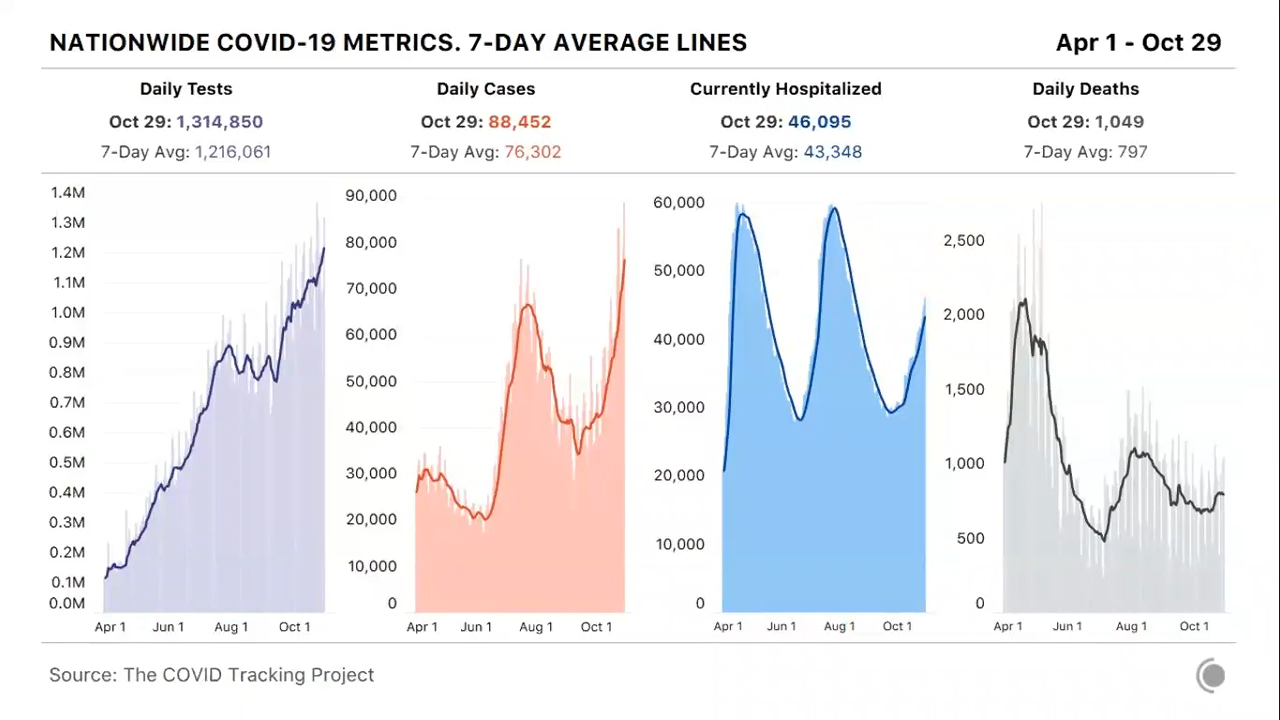 NATIONWIDE COVID-19 METRICS. 7-DAY AVERAGE LINES
Apr 1 - Oct 29
Daily Tests
Oct 29: 1,314,850
7-Day Avg: 1,216,061
Daily Cases
Oct 29: 88,452
7-Day Avg: 76,302
Currently Hospitalized
Oct 29: 46,095
7-Day Avg: 43,348
Daily Deaths
Oct 29: 1,049
7-Day Avg: 797
1.4M
1.3M
1.2M
1.1M
1.0M
0.9M
0.8M
0.7M
0.6M
0.5M
0.4M
0.3M
0.2M
0.1M
0.0M
Apr 1 Jun 1 Aug 1 Oct 1
90,000
80,000
70,000
60,000
50,000
40,000
30,000
20,000
10,000
0
Apr 1 Jun 1 Aug 1 Oct 1
60,000
50,000
40,000
30,000
20,000
10,000
0
Apr 1 Jun 1 Aug 1 Oct 1
2,500
2,000
1,500
1,000
500
0
Apr 1 Jun 1 Aug 1 Oct 1
Source: The COVID Tracking Project